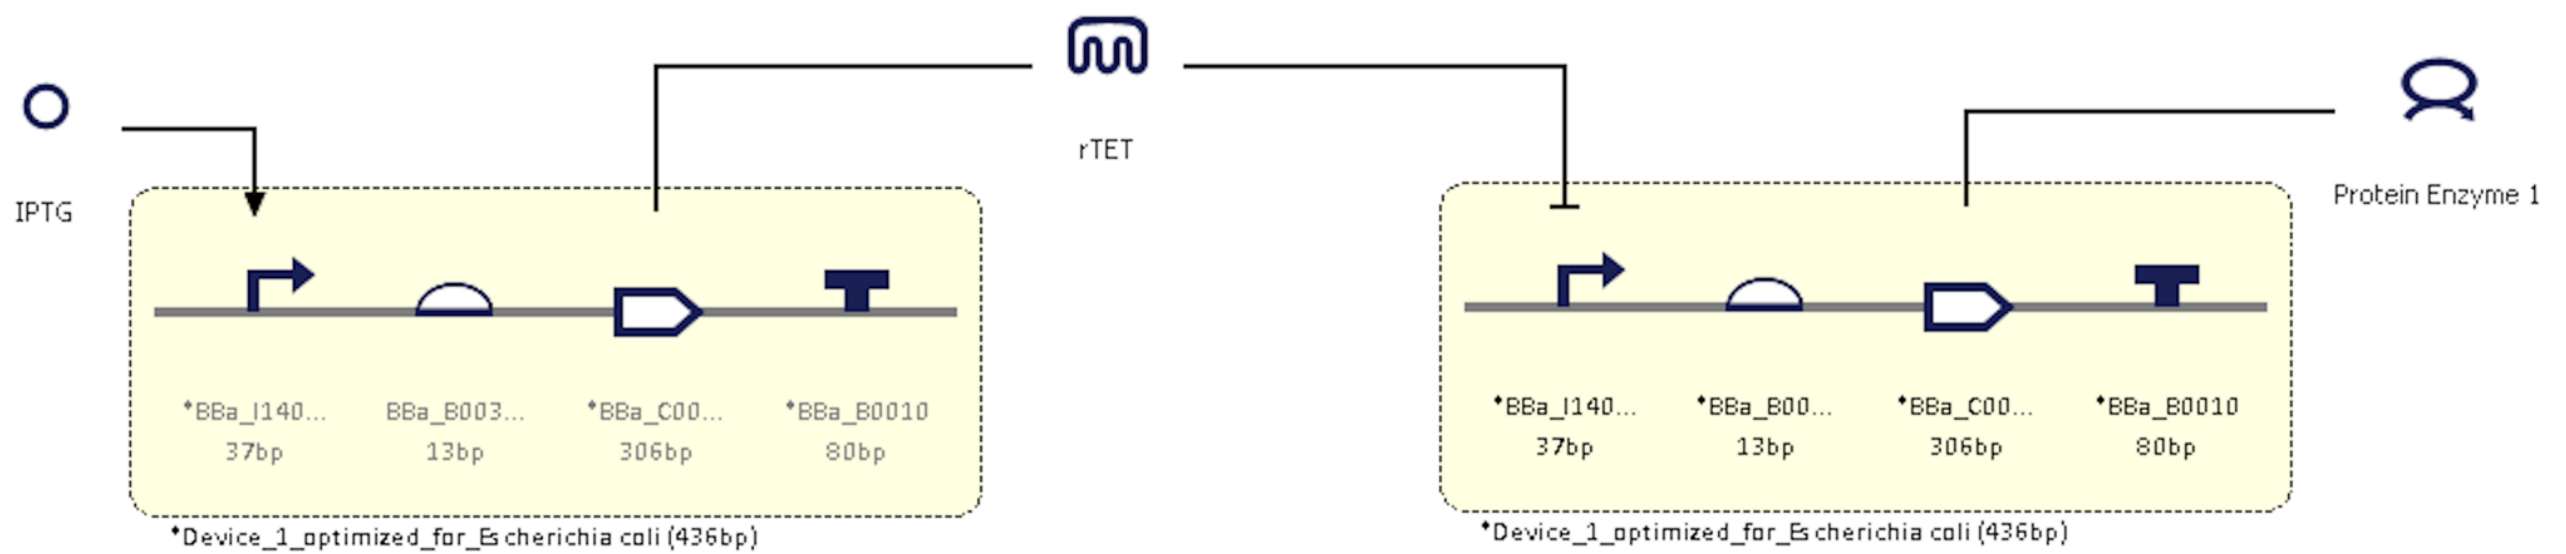 rTET
IPTG
Protein Enzyme 1
*BBa_I140... BBa_B003... *BBa_C00... *BBa_B0010
37bp 13bp 306bp 80bp
*Device_1_optimized_for_Escherichia coli (436bp)
*BBa_I140... *BBa_B00... *BBa_C00... *BBa_B0010
37bp 13bp 306bp 80bp
*Device_1_optimized_for_Escherichia coli (436bp)